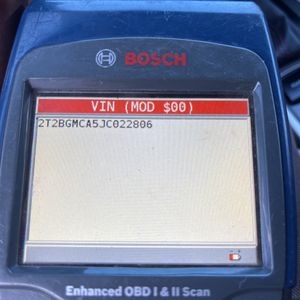 BOSCH
VIN (MOD $00)
2T2BGMCA5JC022806
Enhanced OBD I & II Scan